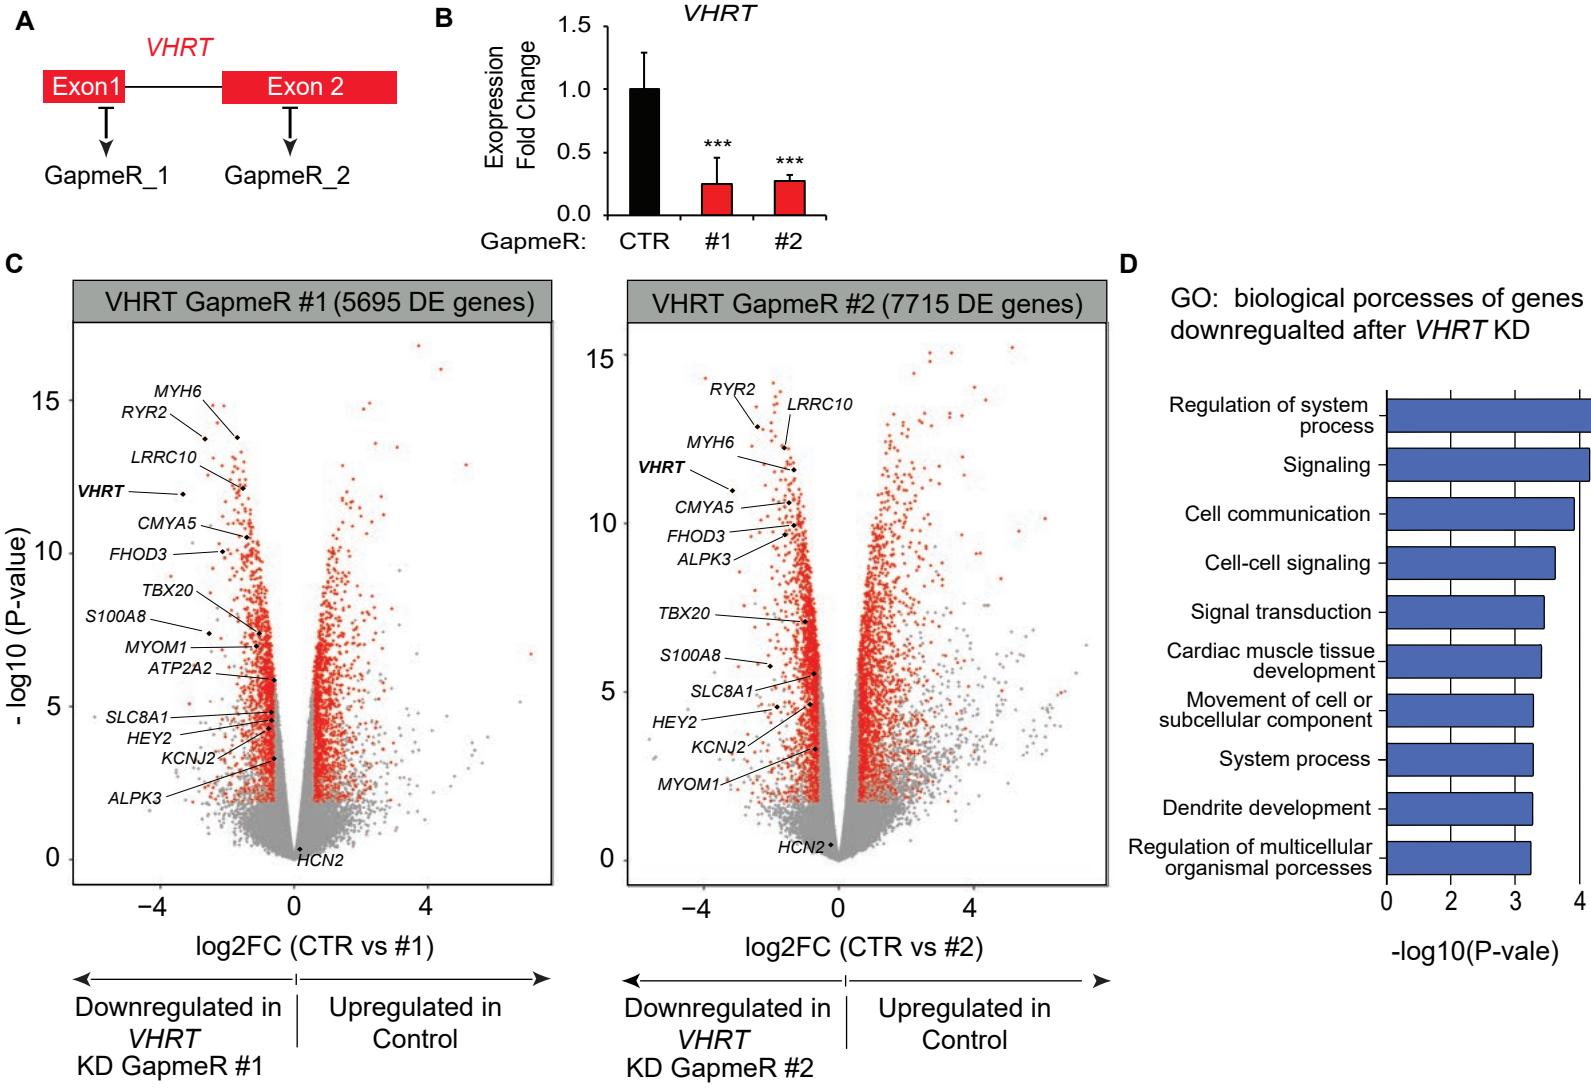 A
VHRT
Exon1
Exon 2
GapmeR_1
GapmeR_2
B
VHRT
Exopression
Fold Change
1.5
1.0
0.5
0.0
***
***
GapmeR:
CTR
#1
#2
C
VHRT GapmeR #1 (5695 DE genes)
- log10 (P-value)
15
10
5
0
MYH6
RYR2
LRRC10
VHRT
CMYA5
FHOD3
TBX20
S100A8
MYOM1
ATP2A2
SLC8A1
HEY2
KCNJ2
ALPK3
HCN2
−4
0
4
log2FC (CTR vs #1)
Downregulated in
VHRT
KD GapmeR #1
Upregulated in
Control
VHRT GapmeR #2 (7715 DE genes)
15
10
5
0
RYR2
LRRC10
MYH6
VHRT
CMYA5
FHOD3
ALPK3
TBX20
S100A8
SLC8A1
HEY2
KCNJ2
MYOM1
HCN2
−4
0
4
log2FC (CTR vs #2)
Downregulated in
VHRT
KD GapmeR #2
Upregulated in
Control
D
GO: biological porcesses of genes
downregualted after VHRT KD
Regulation of system
process
Signaling
Cell communication
Cell-cell signaling
Signal transduction
Cardiac muscle tissue
development
Movement of cell or
subcellular component
System process
Dendrite development
Regulation of multicellular
organismal porcesses
0
2
3
4
-log10(P-vale)